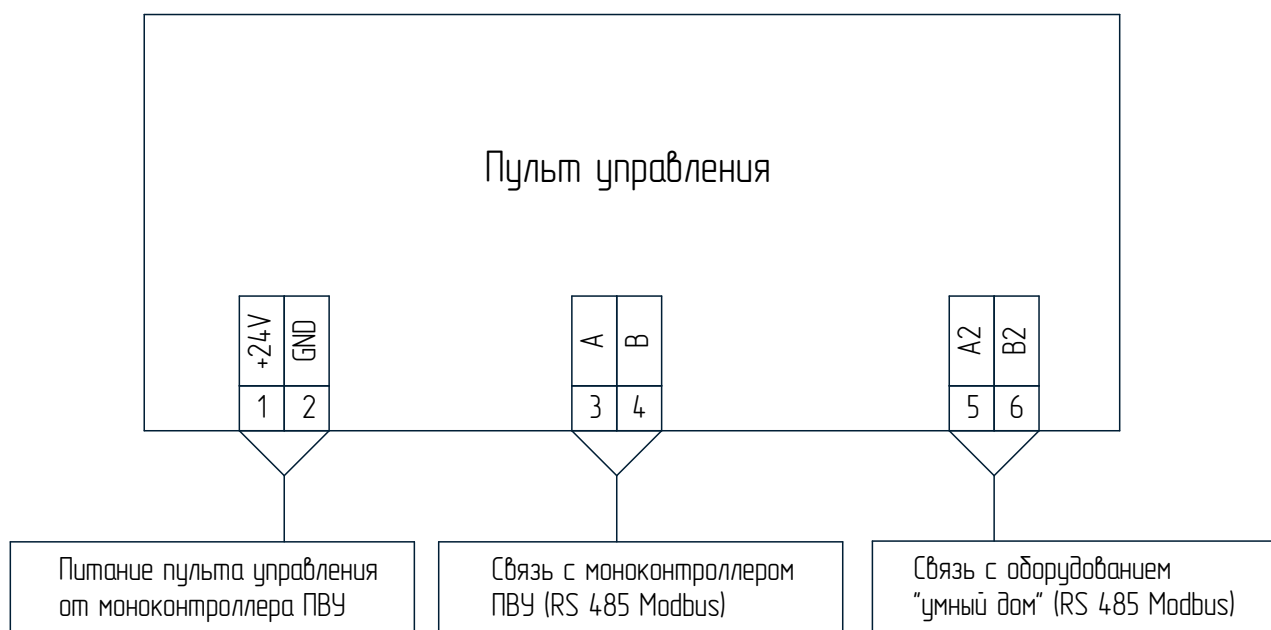 Пульт управления
+24V GND A B A2 B2
1 2 3 4 5 6
Питание пульта управления
от моноконтроллера ПВУ
Связь с моноконтроллером
ПВУ (RS 485 Modbus)
Связь с оборудованием
"умный дом" (RS 485 Modbus)